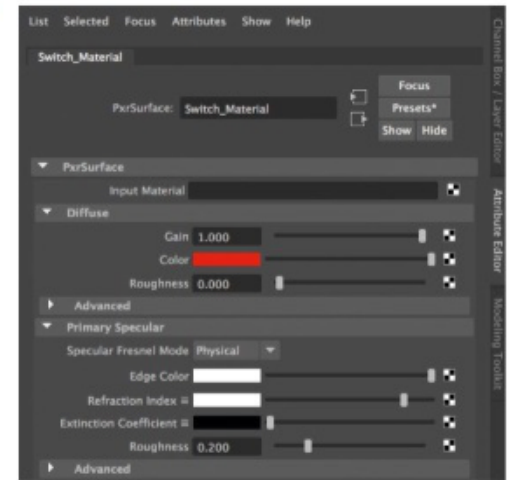 List Selected Focus Attributes Show Help
Switch_Material
PxrSurface: Switch_Material
Focus
Presets*
Show Hide
PxrSurface
Input Material
Diffuse
Gain 1.000
Color
Roughness 0.000
Advanced
Primary Specular
Specular Fresnel Mode Physical
Edge Color
Refraction Index =
Extinction Coefficient =
Roughness 0.200
Advanced
Channel Box / Layer Editor
Attribute Editor
Modeling Toolkit